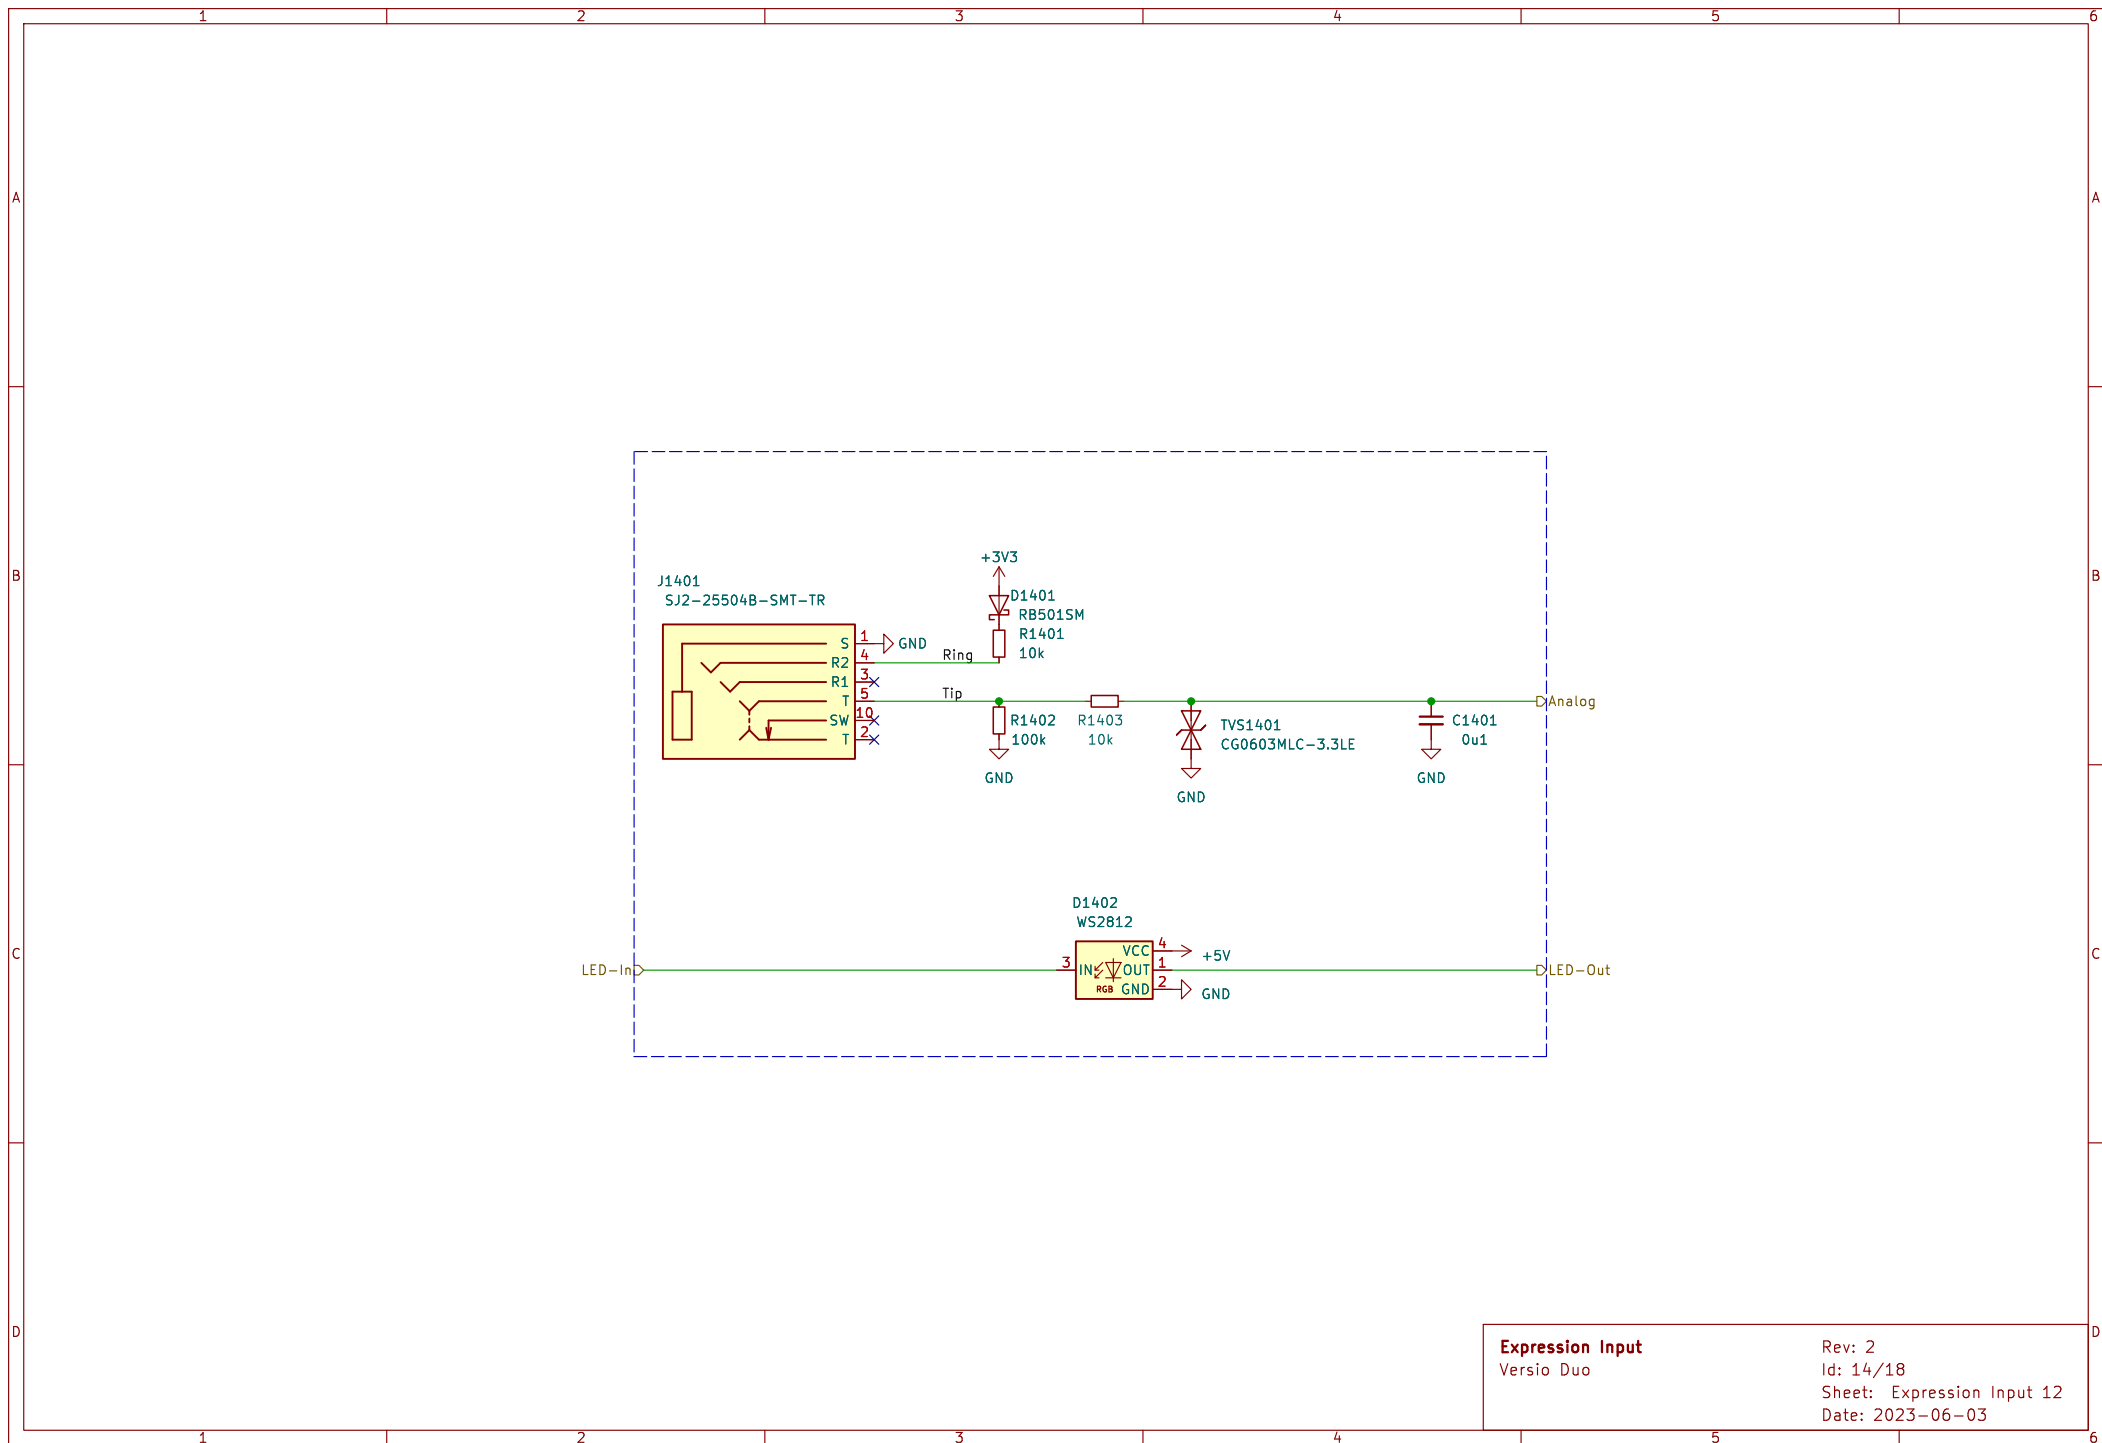 1 2 3 4 5 6
A A
B B
C C
D D
+3V3
J1401
SJ2-25504B-SMT-TR
D1401
RB501SM
R1401
10k
S 1 GND
R2 4 Ring
R1 3
T 5 Tip
SW 10
T 2
R1402
100k
GND
R1403
10k
TVS1401
CG0603MLC-3.3LE
GND
C1401
0u1
GND
Analog
D1402
WS2812
VCC 4 +5V
LED-In 3 IN OUT 1 LED-Out
RGB GND 2 GND
Expression Input
Versio Duo
Rev: 2
Id: 14/18
Sheet: Expression Input 12
Date: 2023-06-03
1 2 3 4 5 6